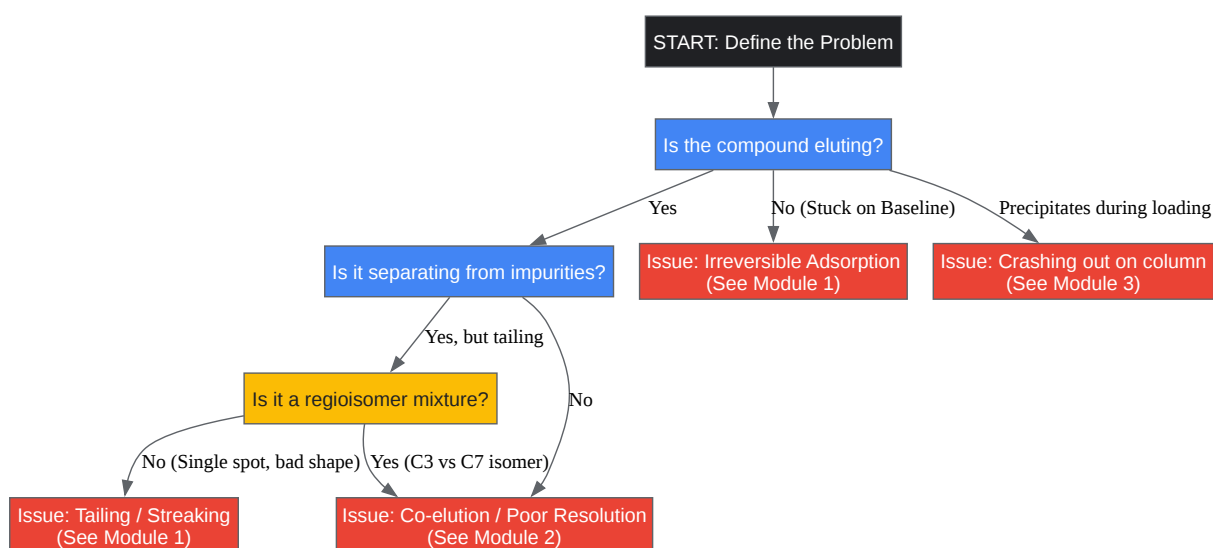 START: Define the Problem
Is the compound eluting?
Yes
No (Stuck on Baseline)
Precipitates during loading
Is it separating from impurities?
Issue: Irreversible Adsorption
(See Module 1)
Issue: Crashing out on column
(See Module 3)
Yes, but tailing
No
Is it a regioisomer mixture?
No (Single spot, bad shape)
Yes (C3 vs C7 isomer)
Issue: Tailing / Streaking
(See Module 1)
Issue: Co-elution / Poor Resolution
(See Module 2)